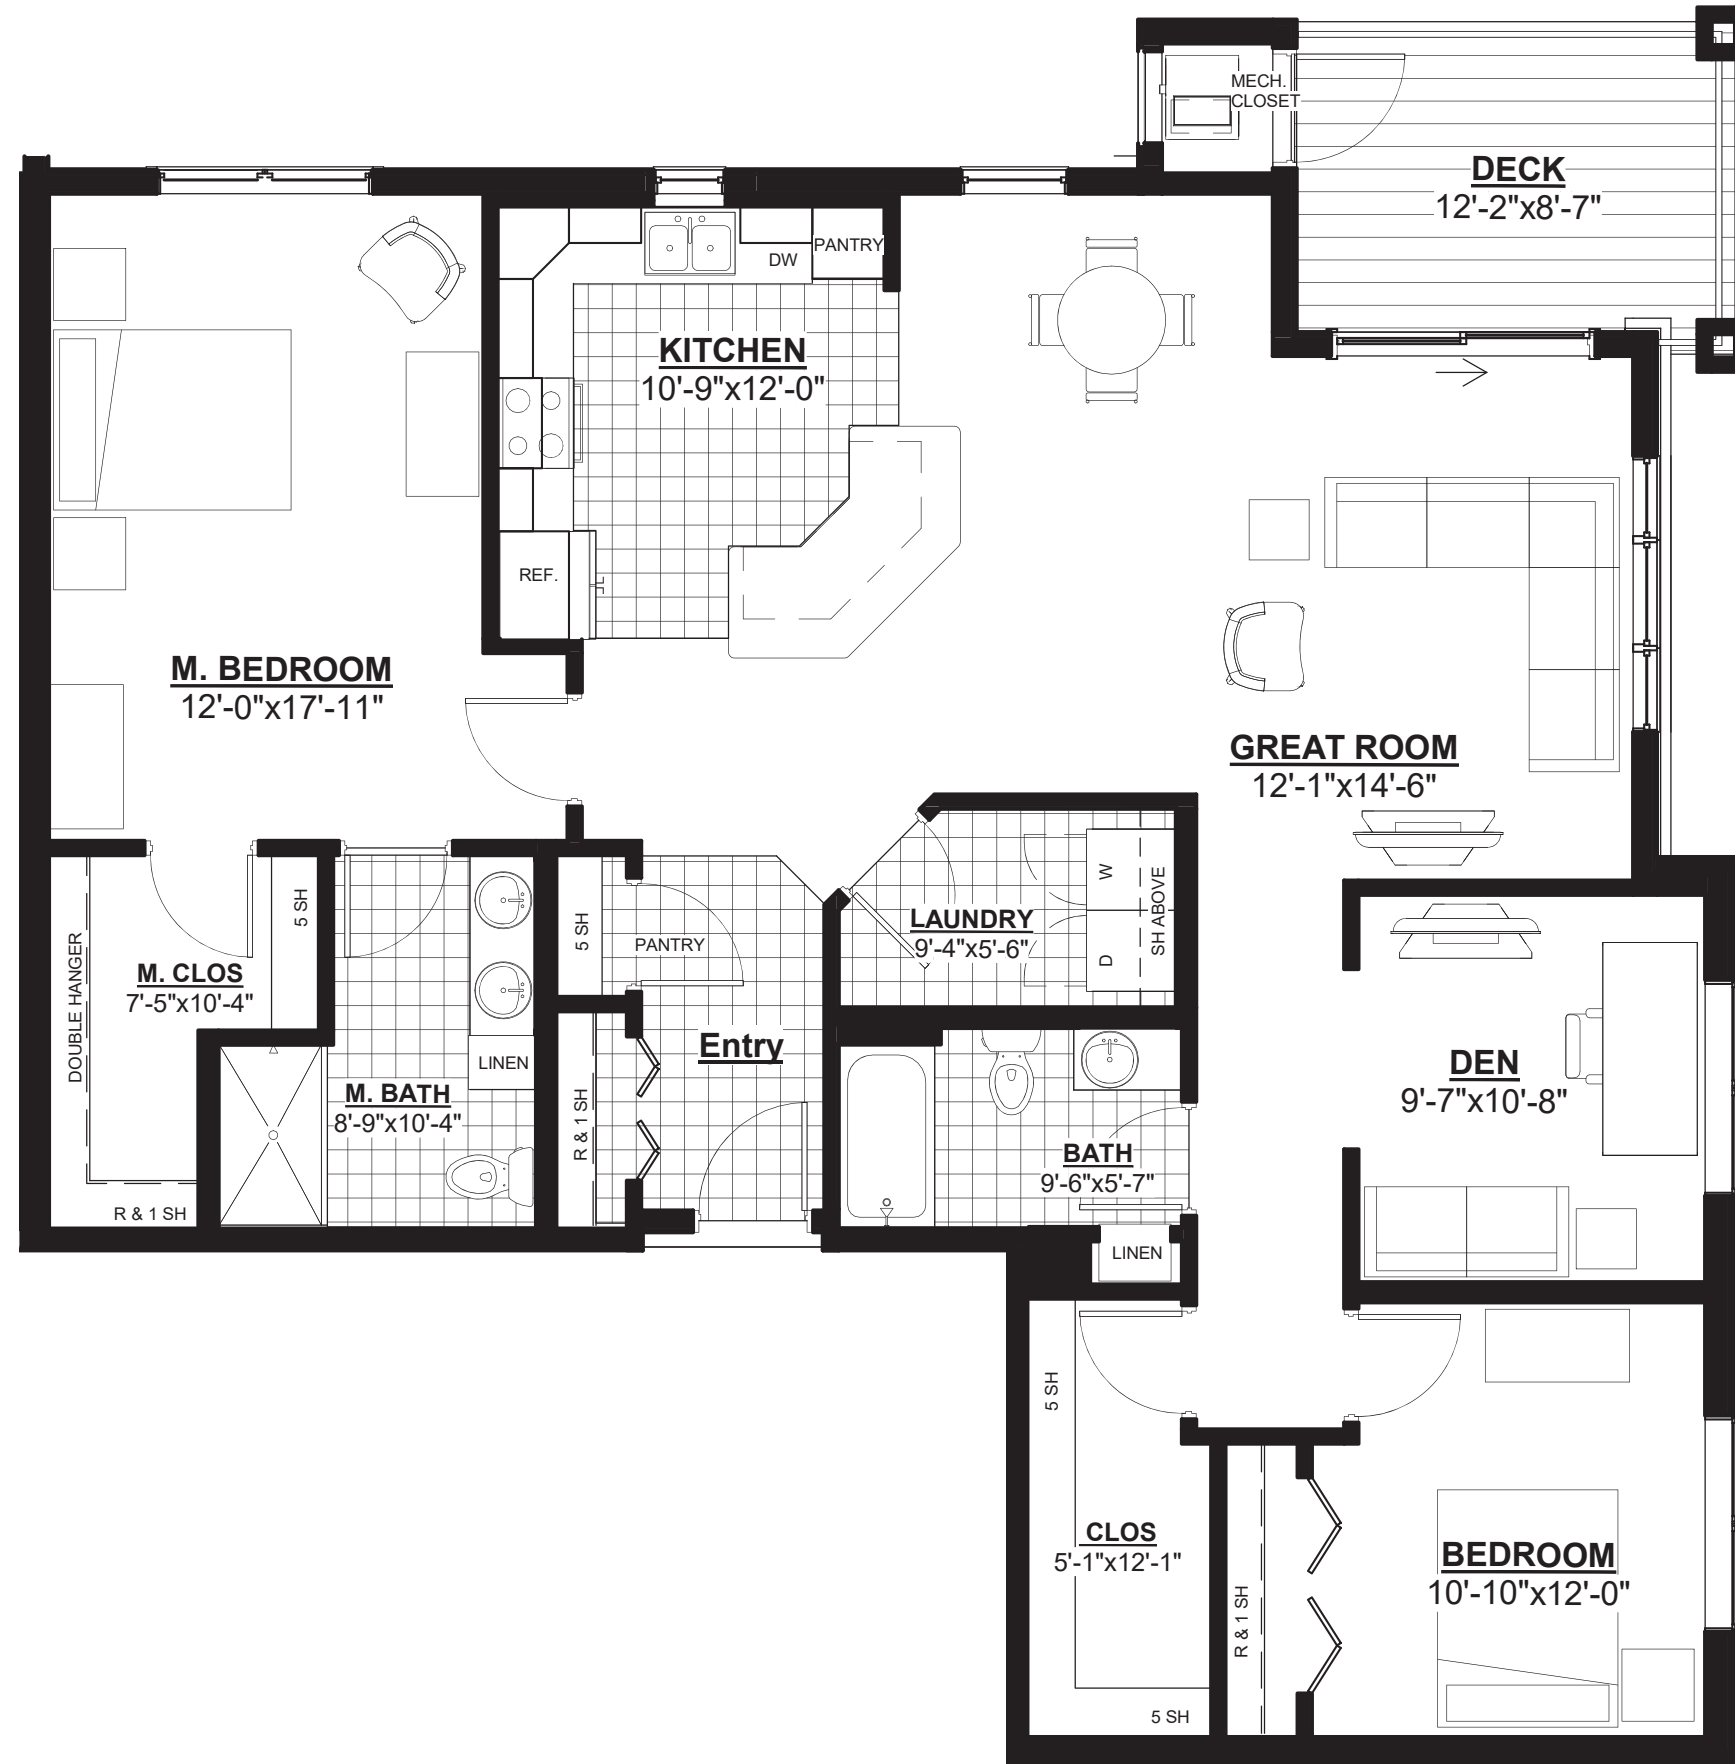 MECH.
CLOSET
DECK
12'-2"x8'-7"
PANTRY
DW
KITCHEN
10'-9"x12'-0"
REF.
M. BEDROOM
12'-0"x17'-11"
GREAT ROOM
12'-1"x14'-6"
5 SH
DOUBLE HANGER
M. CLOS
7'-5"x10'-4"
R & 1 SH
LINEN
M. BATH
8'-9"x10'-4"
5 SH
PANTRY
R & 1 SH
Entry
LAUNDRY
9'-4"x5'-6"
W
D
SH ABOVE
BATH
9'-6"x5'-7"
LINEN
DEN
9'-7"x10'-8"
5 SH
CLOS
5'-1"x12'-1"
5 SH
R & 1 SH
BEDROOM
10'-10"x12'-0"